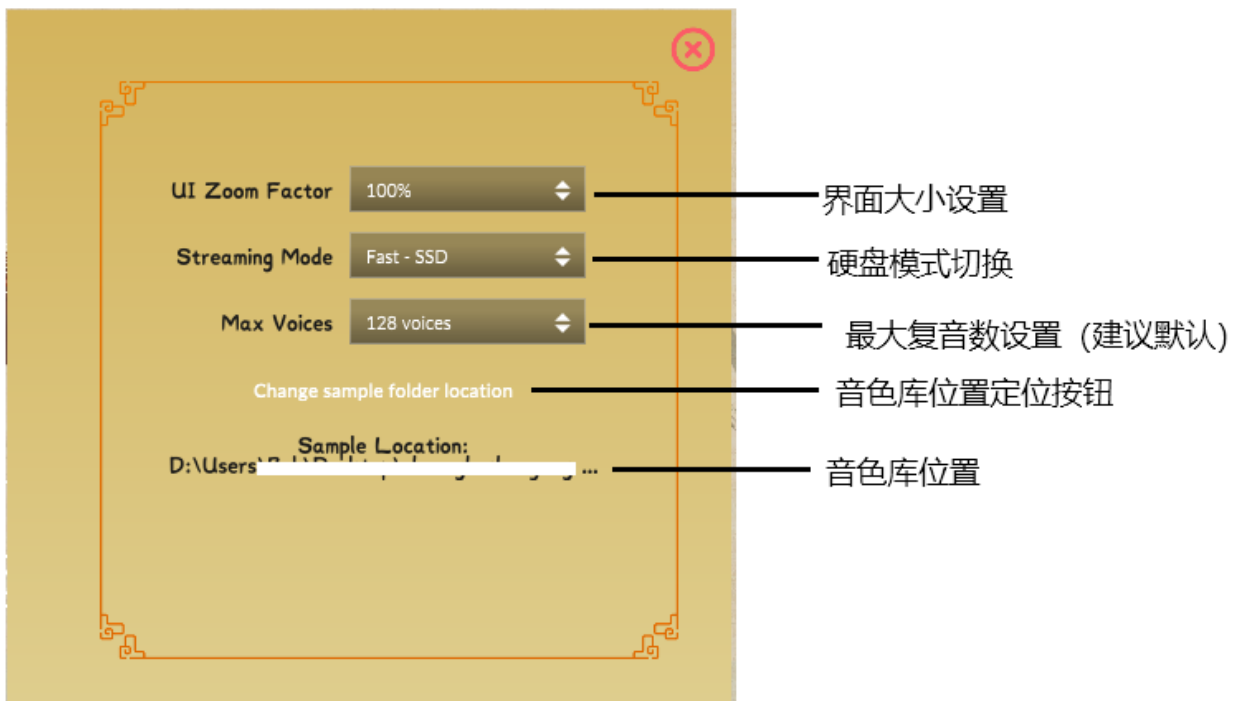 UI Zoom Factor 100% 界面大小设置
Streaming Mode Fast - SSD 硬盘模式切换
Max Voices 128 voices 最大复音数设置（建议默认）
Change sample folder location 音色库位置定位按钮
Sample Location:
D:\Users\ ... 音色库位置